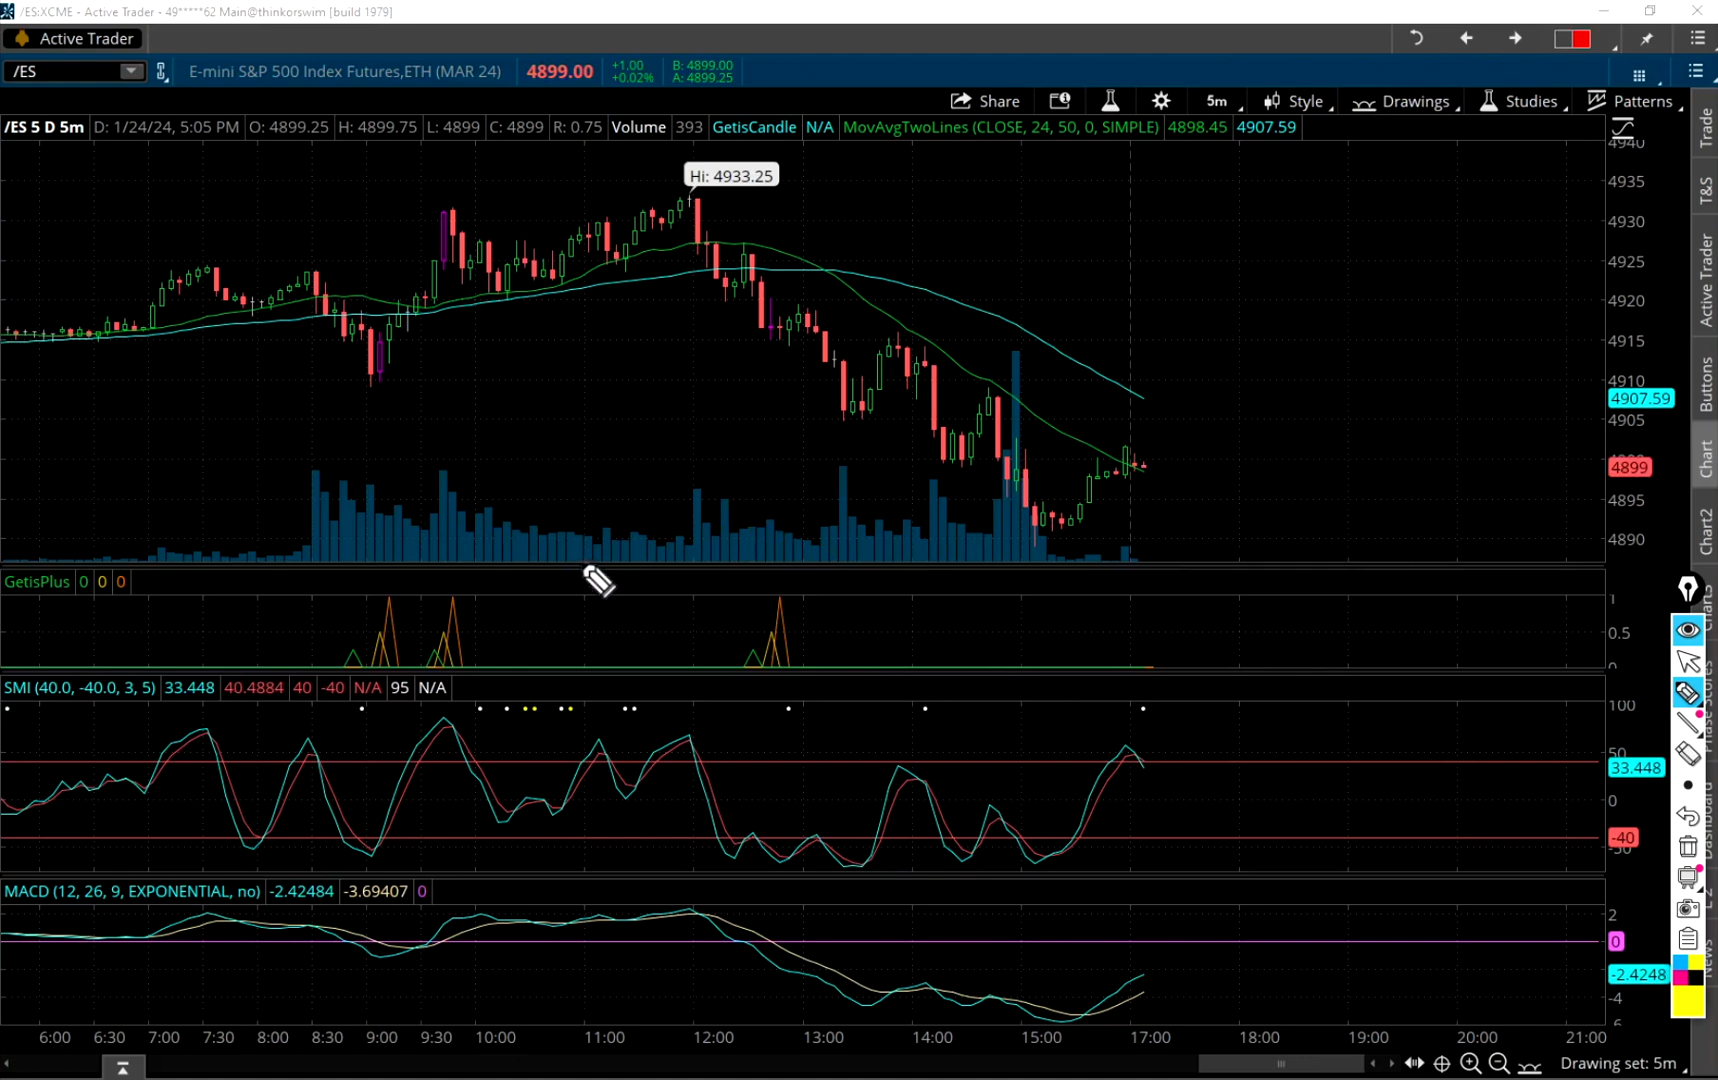 /ES:XCME - Active Trader - 49*****62 Main@thinkorswim [build 1979]
Active Trader
/ES E-mini S&P 500 Index Futures,ETH (MAR 24) 4899.00 +1.00 +0.02% B: 4899.00 A: 4899.25
Share 5m Style Drawings Studies Patterns
/ES 5 D 5m D: 1/24/24, 5:05 PM O: 4899.25 H: 4899.75 L: 4899 C: 4899 R: 0.75 Volume 393 GetisCandle N/A MovAvgTwoLines (CLOSE, 24, 50, 0, SIMPLE) 4898.45 4907.59
4940
Hi: 4933.25
4935
4930
4925
4920
4915
4910
4907.59
4905
4899
4895
4890
GetisPlus 0 0 0
1
0.5
0
SMI (40.0, -40.0, 3, 5) 33.448 40.4884 40 -40 N/A 95 N/A
100
50
33.448
0
-40
-50
MACD (12, 26, 9, EXPONENTIAL, no) -2.42484 -3.69407 0
2
0
-2.4248
-4
6:00 6:30 7:00 7:30 8:00 8:30 9:00 9:30 10:00 11:00 12:00 13:00 14:00 15:00 17:00 18:00 19:00 20:00 21:00
Drawing set: 5m
Trade
T&S
Active Trader
Buttons
Chart
Chart2
Phase Scores
Dashboard
News